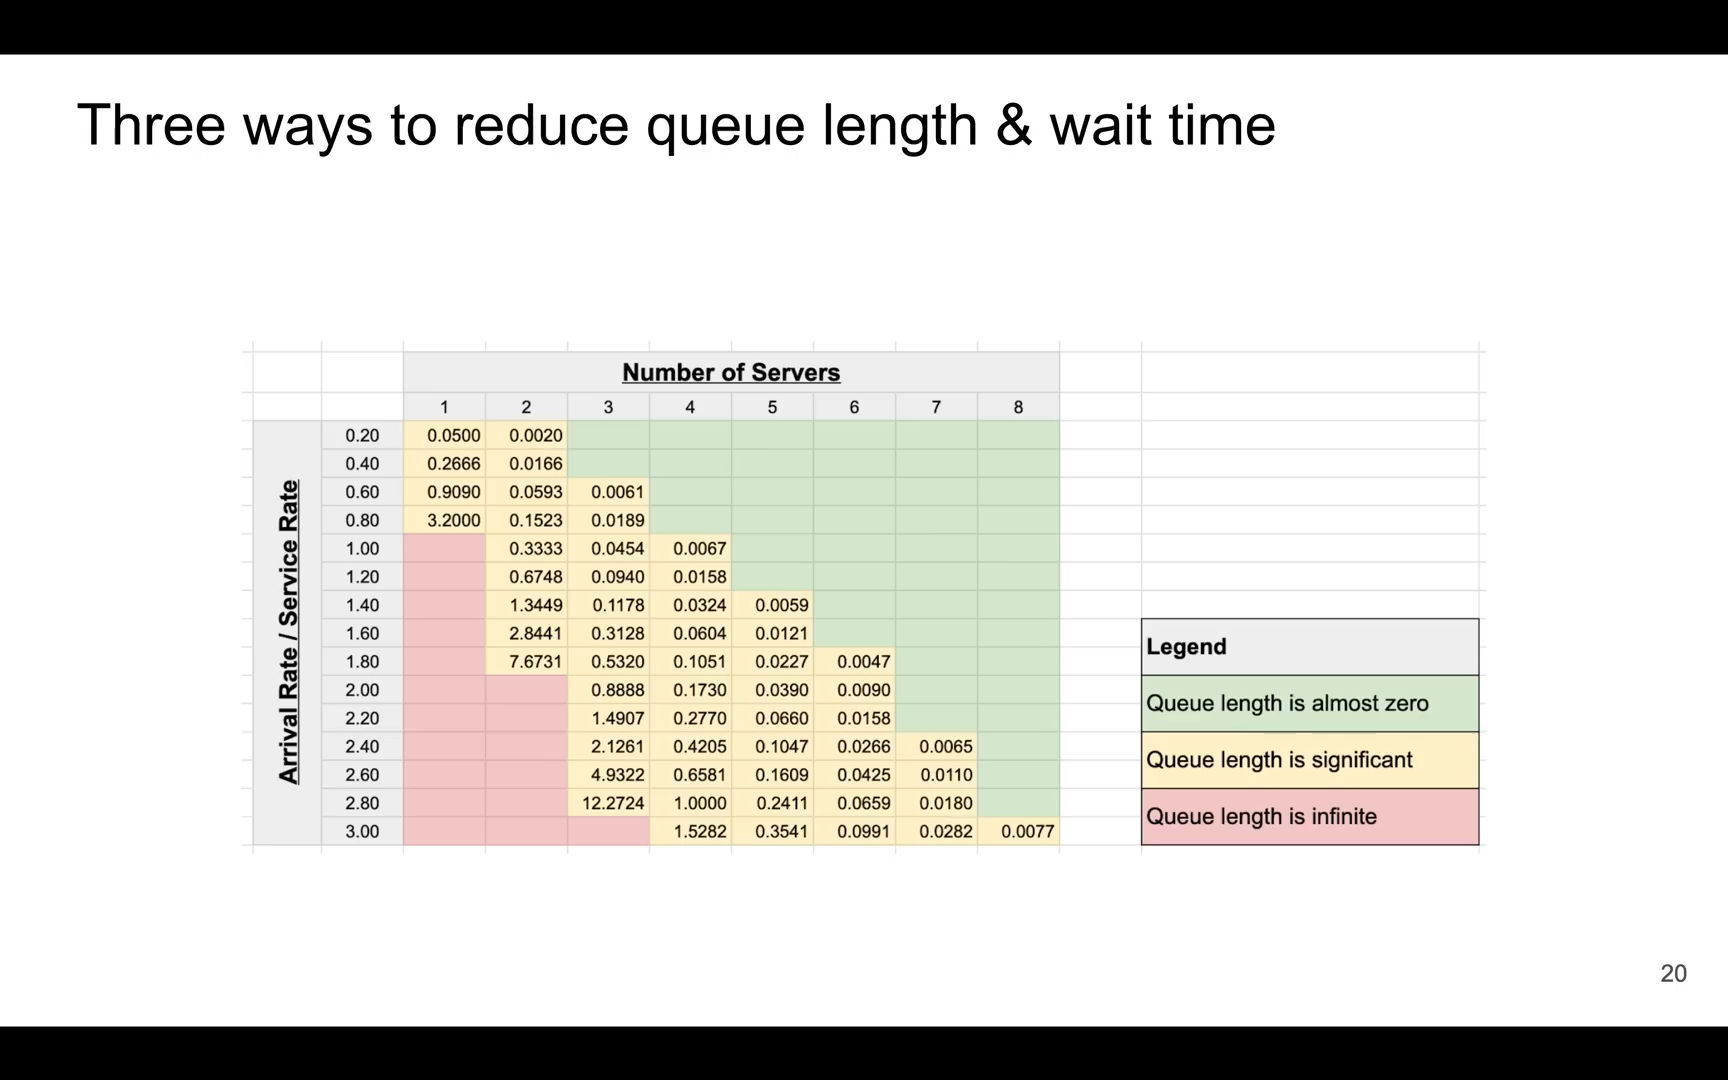 Three ways to reduce queue length & wait time
Number of Servers
1 2 3 4 5 6 7 8
Arrival Rate / Service Rate
0.20 0.0500 0.0020
0.40 0.2666 0.0166
0.60 0.9090 0.0593 0.0061
0.80 3.2000 0.1523 0.0189
1.00 0.3333 0.0454 0.0067
1.20 0.6748 0.0940 0.0158
1.40 1.3449 0.1178 0.0324 0.0059
1.60 2.8441 0.3128 0.0604 0.0121
1.80 7.6731 0.5320 0.1051 0.0227 0.0047
2.00 0.8888 0.1730 0.0390 0.0090
2.20 1.4907 0.2770 0.0660 0.0158
2.40 2.1261 0.4205 0.1047 0.0266 0.0065
2.60 4.9322 0.6581 0.1609 0.0425 0.0110
2.80 12.2724 1.0000 0.2411 0.0659 0.0180
3.00 1.5282 0.3541 0.0991 0.0282 0.0077
Legend
Queue length is almost zero
Queue length is significant
Queue length is infinite
20